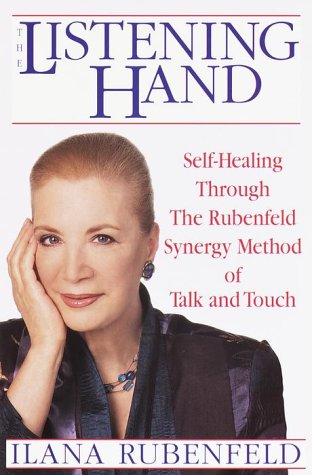 THE
LISTENING
HAND
Self-Healing
Through
The Rubenfeld
Synergy Method
of
Talk and Touch
ILANA RUBENFELD